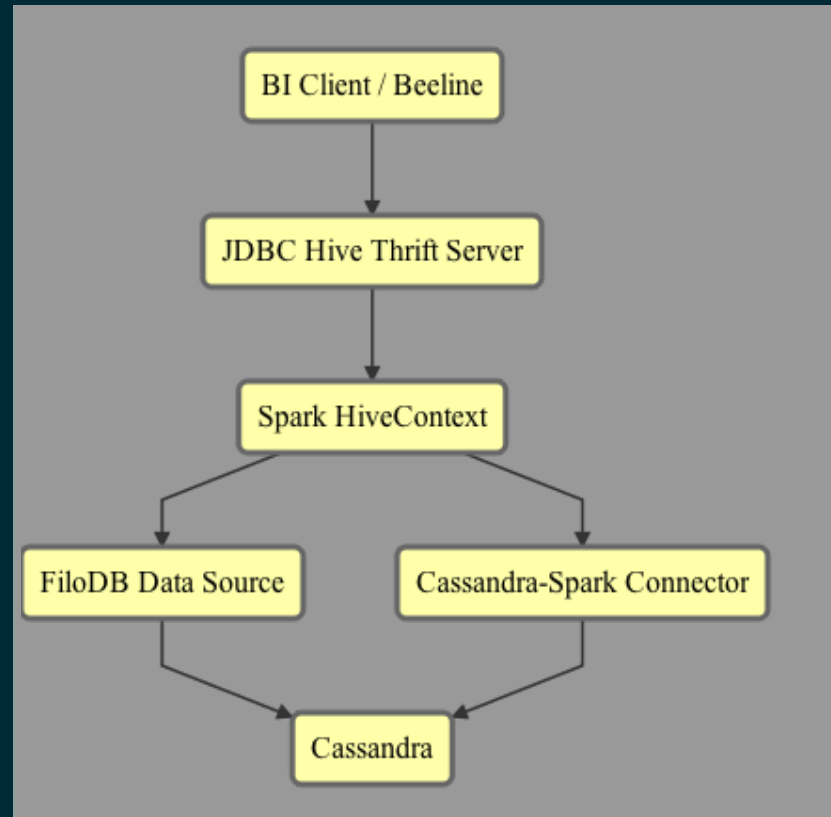 BI Client / Beeline
JDBC Hive Thrift Server
Spark HiveContext
FiloDB Data Source
Cassandra-Spark Connector
Cassandra